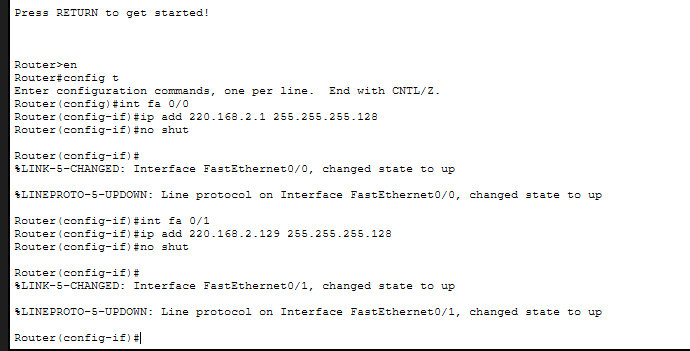 Press RETURN to get started!
Router>en
Router#config t
Enter configuration commands, one per line.  End with CNTL/Z.
Router(config)#int fa 0/0
Router(config-if)#ip add 220.168.2.1 255.255.255.128
Router(config-if)#no shut
Router(config-if)#
%LINK-5-CHANGED: Interface FastEthernet0/0, changed state to up
%LINEPROTO-5-UPDOWN: Line protocol on Interface FastEthernet0/0, changed state to up
Router(config-if)#int fa 0/1
Router(config-if)#ip add 220.168.2.129 255.255.255.128
Router(config-if)#no shut
Router(config-if)#
%LINK-5-CHANGED: Interface FastEthernet0/1, changed state to up
%LINEPROTO-5-UPDOWN: Line protocol on Interface FastEthernet0/1, changed state to up
Router(config-if)#